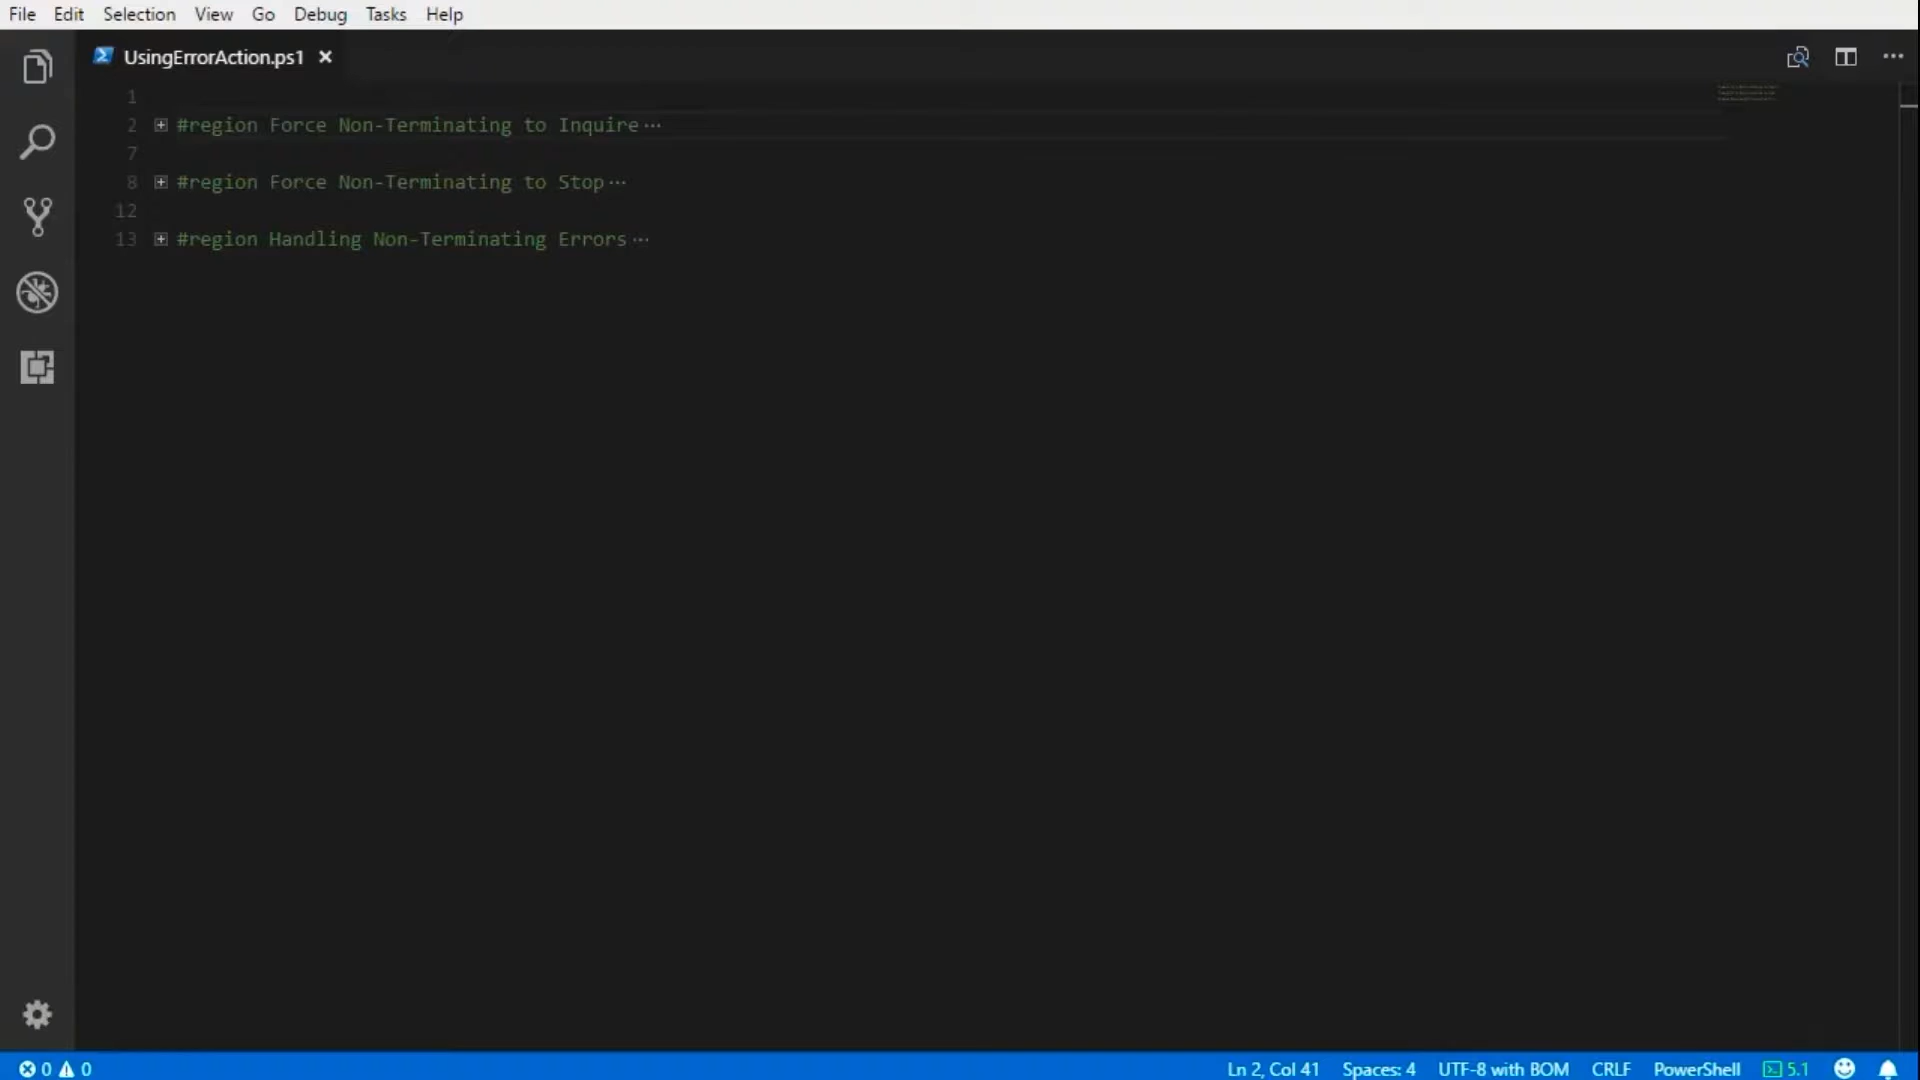 File Edit Selection View Go Debug Tasks Help
UsingErrorAction.ps1
1
2 #region Force Non-Terminating to Inquire ...
7
8 #region Force Non-Terminating to Stop ...
12
13 #region Handling Non-Terminating Errors ...
0 0 Ln 2, Col 41 Spaces: 4 UTF-8 with BOM CRLF PowerShell 5.1